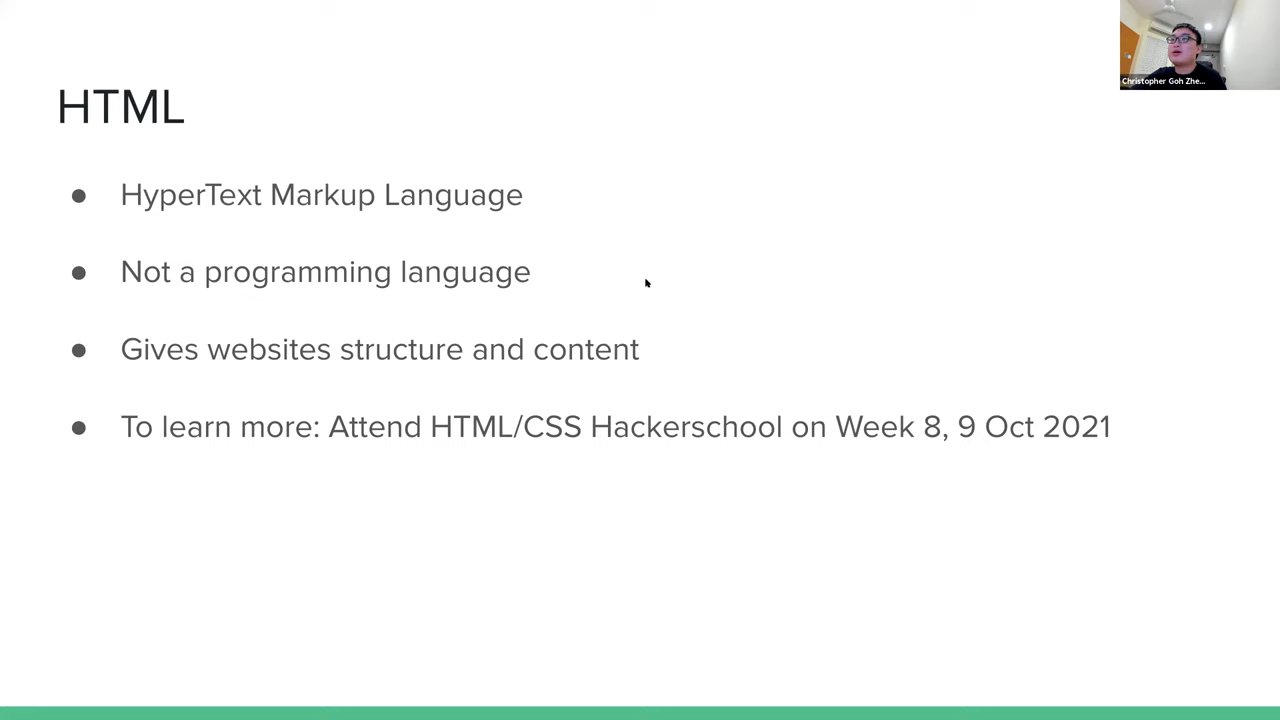 Christopher Goh Zhe...
HTML
● HyperText Markup Language
● Not a programming language
● Gives websites structure and content
● To learn more: Attend HTML/CSS Hackerschool on Week 8, 9 Oct 2021